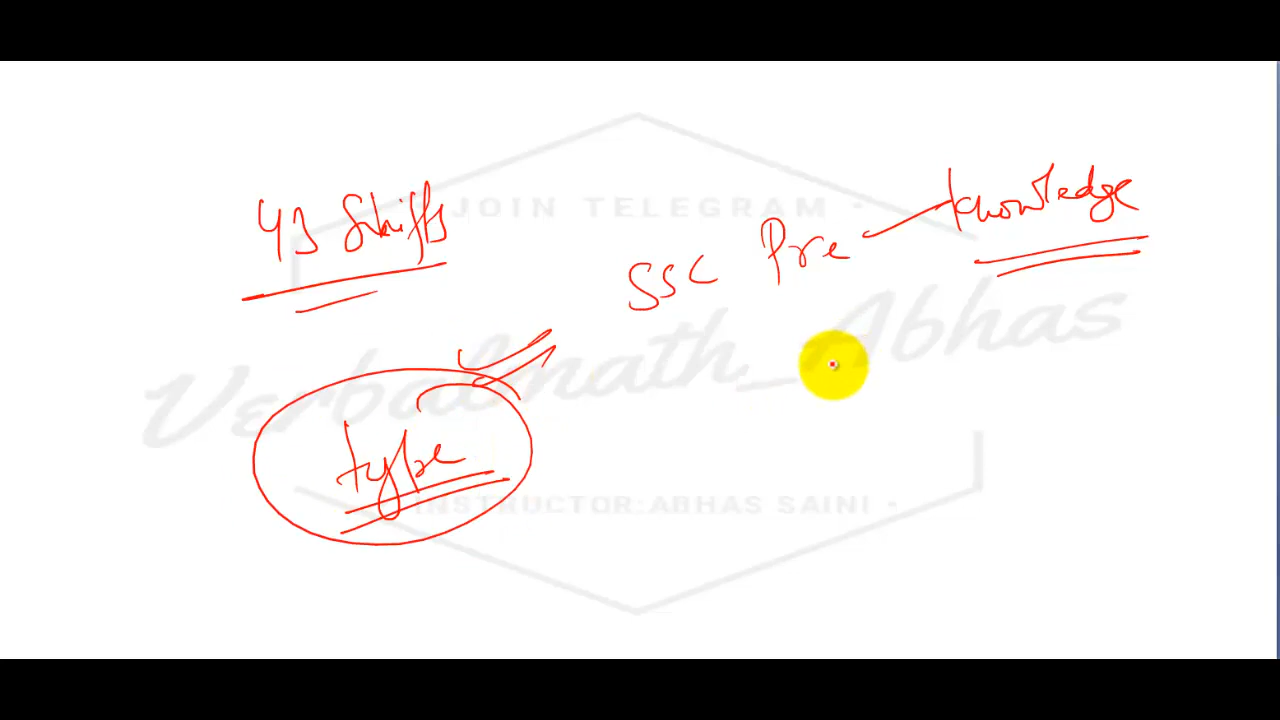 - JOIN TELEGRAM -
43 Shifts
SSC Pre knowledge
Verbalmath_Abhas
type
INSTRUCTOR:ABHAS SAINI -